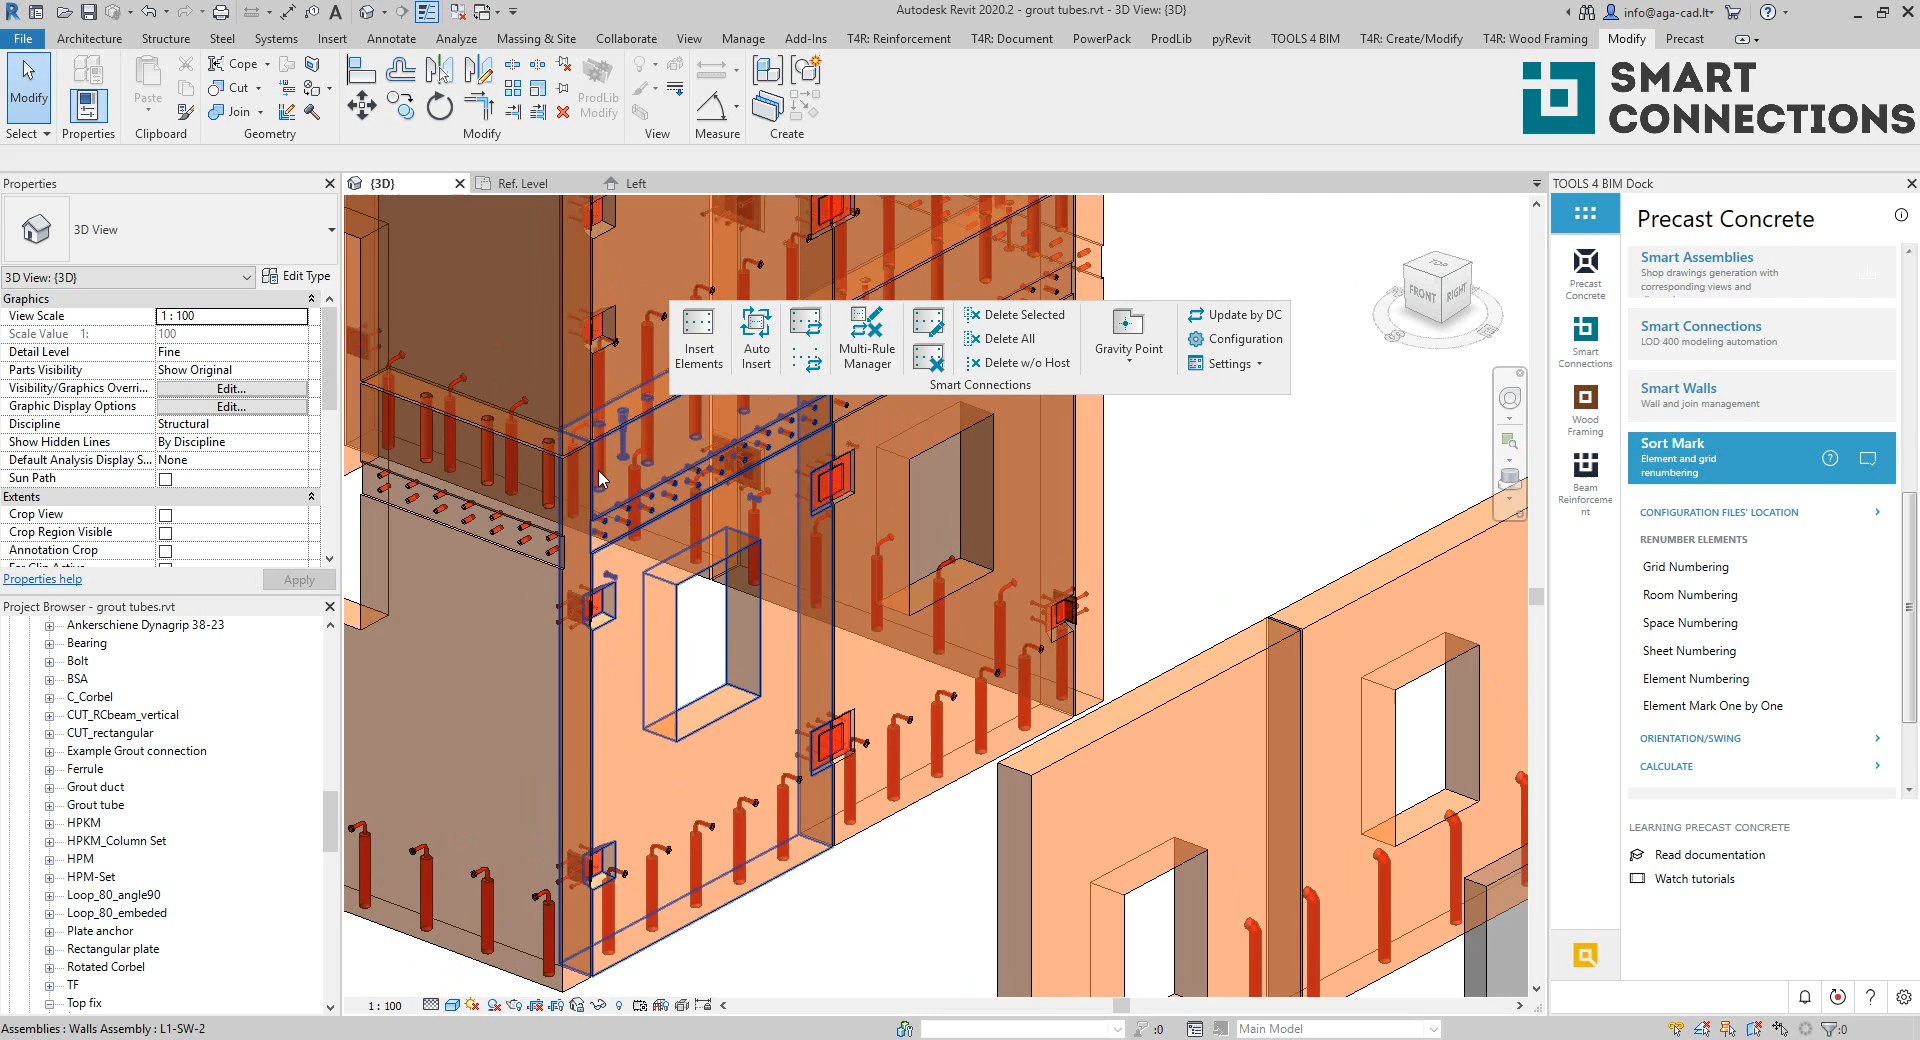 Autodesk Revit 2020.2 - grout tubes.rvt - 3D View: {3D}
info@aga-cad.lt
File
Architecture
Structure
Steel
Systems
Insert
Annotate
Analyze
Massing & Site
Collaborate
View
Manage
Add-Ins
T4R: Reinforcement
T4R: Document
PowerPack
ProdLib
pyRevit
TOOLS 4 BIM
T4R: Create/Modify
T4R: Wood Framing
Modify
Precast
Modify
Select
Properties
Paste
Clipboard
Cope
Cut
Join
Geometry
ProdLib
Modify
Modify
View
Measure
Create
SMART
CONNECTIONS
Properties
3D View
3D View: {3D}
Edit Type
Graphics
View Scale 1 : 100
Scale Value 1: 100
Detail Level Fine
Parts Visibility Show Original
Visibility/Graphics Overri... Edit...
Graphic Display Options Edit...
Discipline Structural
Show Hidden Lines By Discipline
Default Analysis Display S... None
Sun Path
Extents
Crop View
Crop Region Visible
Annotation Crop
Properties help
Apply
Project Browser - grout tubes.rvt
Ankerschiene Dynagrip 38-23
Bearing
Bolt
BSA
C_Corbel
CUT_RCbeam_vertical
CUT_rectangular
Example Grout connection
Ferrule
Grout duct
Grout tube
HPKM
HPKM_Column Set
HPM
HPM-Set
Loop_80_angle90
Loop_80_embeded
Plate anchor
Rectangular plate
Rotated Corbel
TF
Top fix
{3D}
Ref. Level
Left
TOP
FRONT
RIGHT
Insert
Elements
Auto
Insert
Multi-Rule
Manager
Delete Selected
Delete All
Delete w/o Host
Gravity Point
Update by DC
Configuration
Settings
Smart Connections
1 : 100
TOOLS 4 BIM Dock
Precast
Concrete
Smart
Connections
Wood
Framing
Beam
Reinforceme
nt
Precast Concrete
Smart Assemblies
Shop drawings generation with
corresponding views and
Smart Connections
LOD 400 modeling automation
Smart Walls
Wall and join management
Sort Mark
Element and grid
renumbering
CONFIGURATION FILES' LOCATION
RENUMBER ELEMENTS
Grid Numbering
Room Numbering
Space Numbering
Sheet Numbering
Element Numbering
Element Mark One by One
ORIENTATION/SWING
CALCULATE
LEARNING PRECAST CONCRETE
Read documentation
Watch tutorials
Assemblies : Walls Assembly : L1-SW-2
:0
Main Model
:0